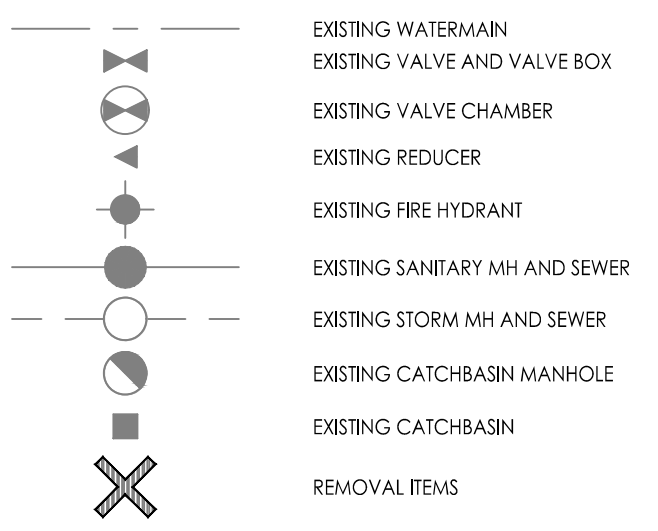 EXISTING WATERMAIN
EXISTING VALVE AND VALVE BOX
EXISTING VALVE CHAMBER
EXISTING REDUCER
EXISTING FIRE HYDRANT
EXISTING SANITARY MH AND SEWER
EXISTING STORM MH AND SEWER
EXISTING CATCHBASIN MANHOLE
EXISTING CATCHBASIN
REMOVAL ITEMS